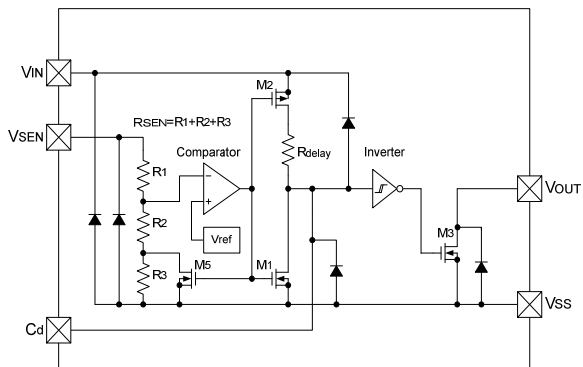 VIN
M2
RSEN=R1+R2+R3
VSEN
Comparator
Rdelay
Inverter
R1
−
+
VOUT
R2
Vref
M3
R3
M5
M1
VSS
Cd